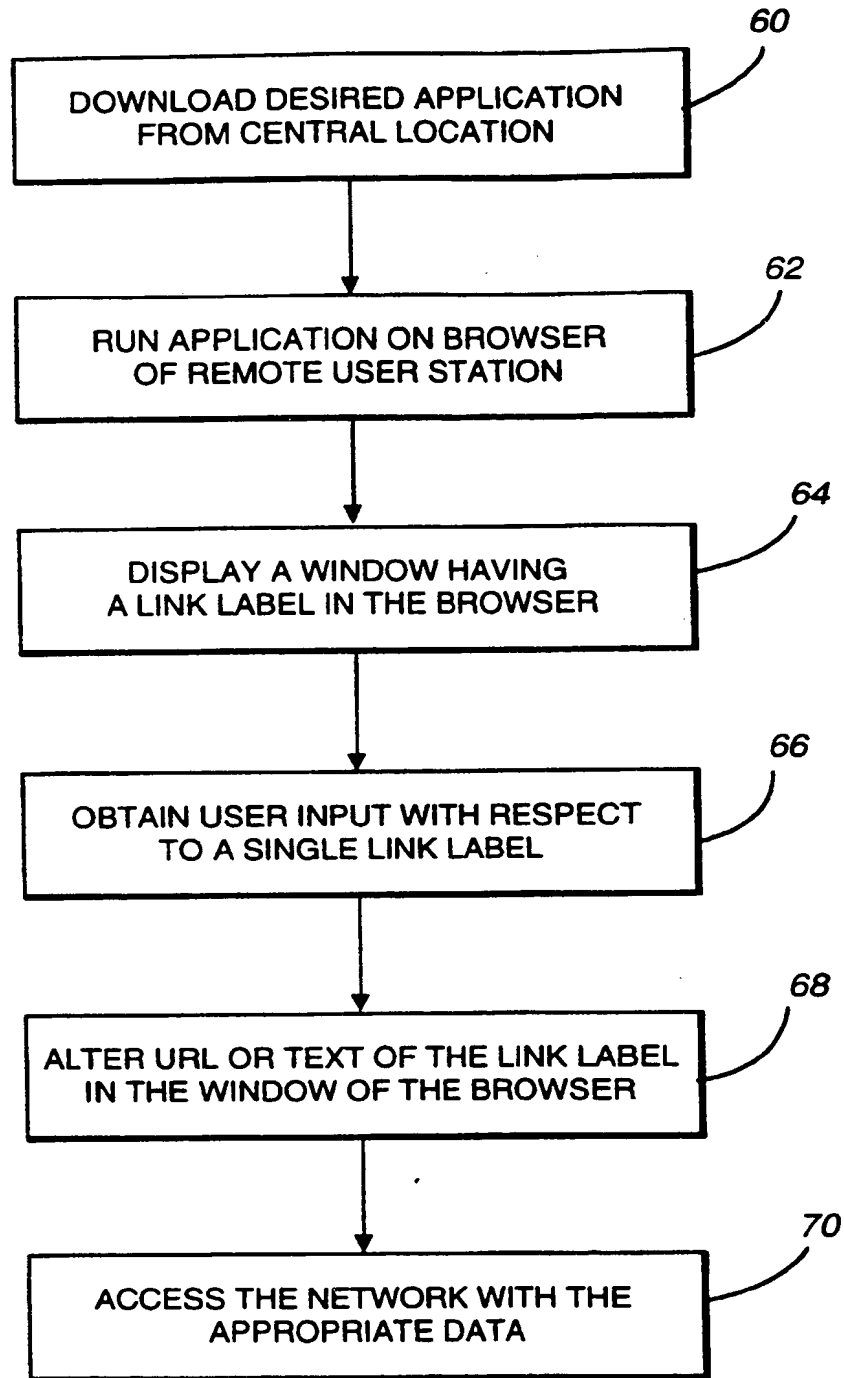 60
DOWNLOAD DESIRED APPLICATION
FROM CENTRAL LOCATION
62
RUN APPLICATION ON BROWSER
OF REMOTE USER STATION
64
DISPLAY A WINDOW HAVING
A LINK LABEL IN THE BROWSER
66
OBTAIN USER INPUT WITH RESPECT
TO A SINGLE LINK LABEL
68
ALTER URL OR TEXT OF THE LINK LABEL
IN THE WINDOW OF THE BROWSER
70
ACCESS THE NETWORK WITH THE
APPROPRIATE DATA